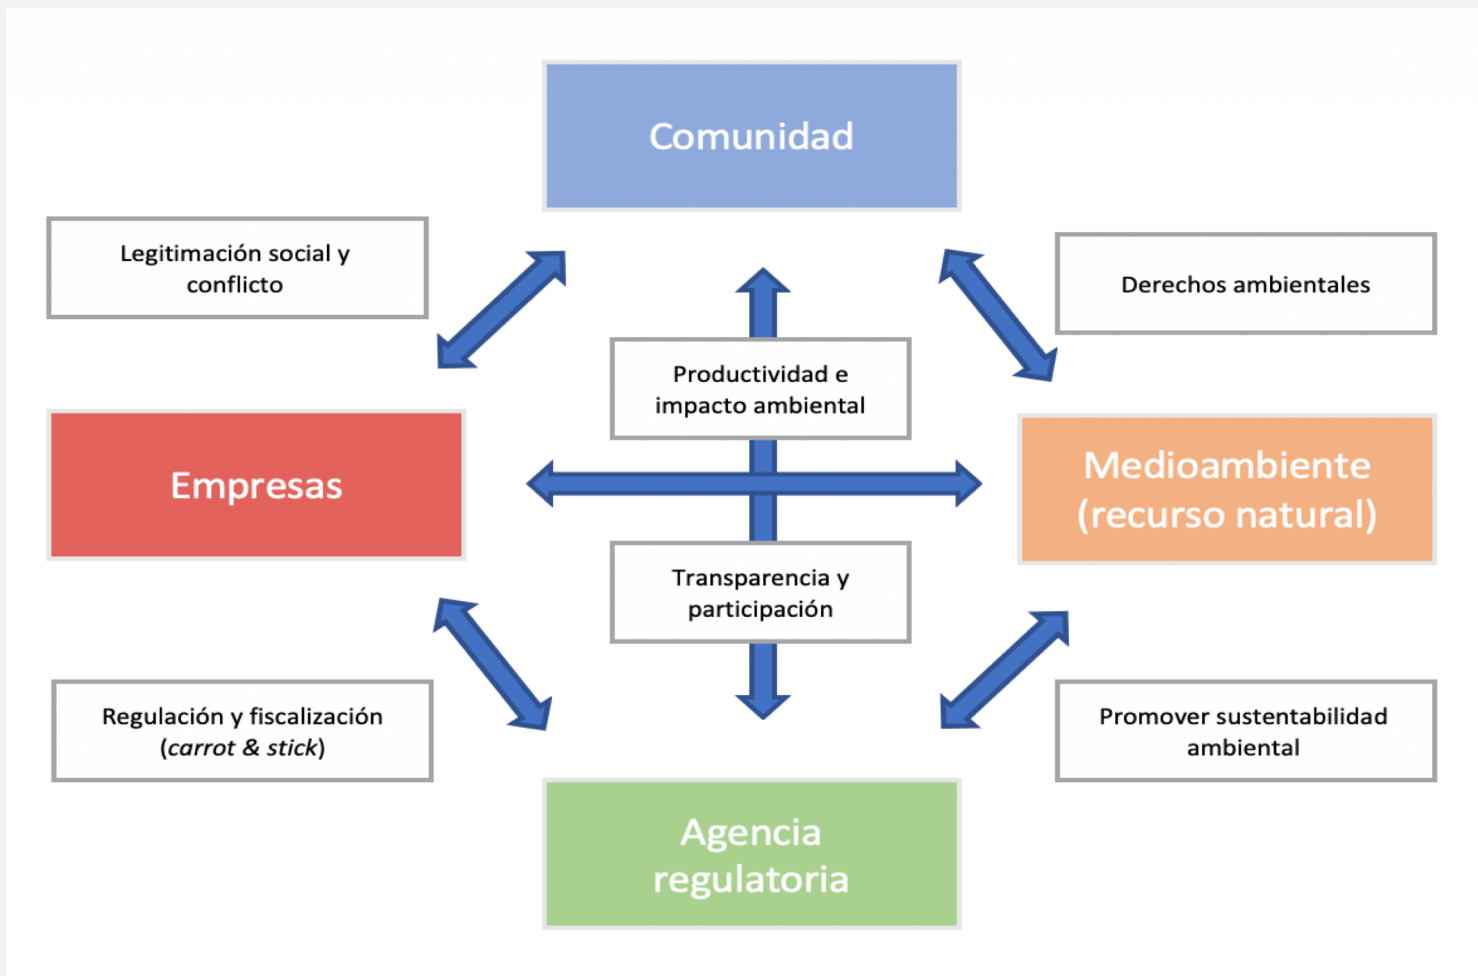 Comunidad
Legitimación social y
conflicto
Derechos ambientales
Productividad e
impacto ambiental
Empresas
Medioambiente
(recurso natural)
Transparencia y
participación
Regulación y fiscalización
(carrot & stick)
Promover sustentabilidad
ambiental
Agencia
regulatoria